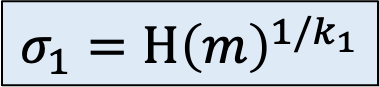 σ₁ = H(m)^{1/k₁}